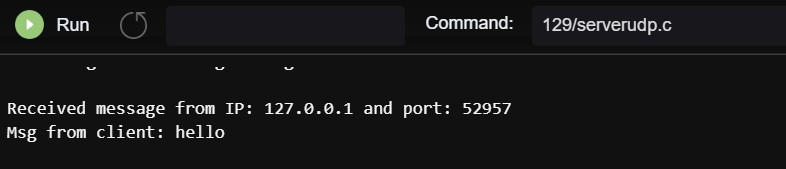 Run
Command:
129/serverudp.c
Received message from IP: 127.0.0.1 and port: 52957
Msg from client: hello